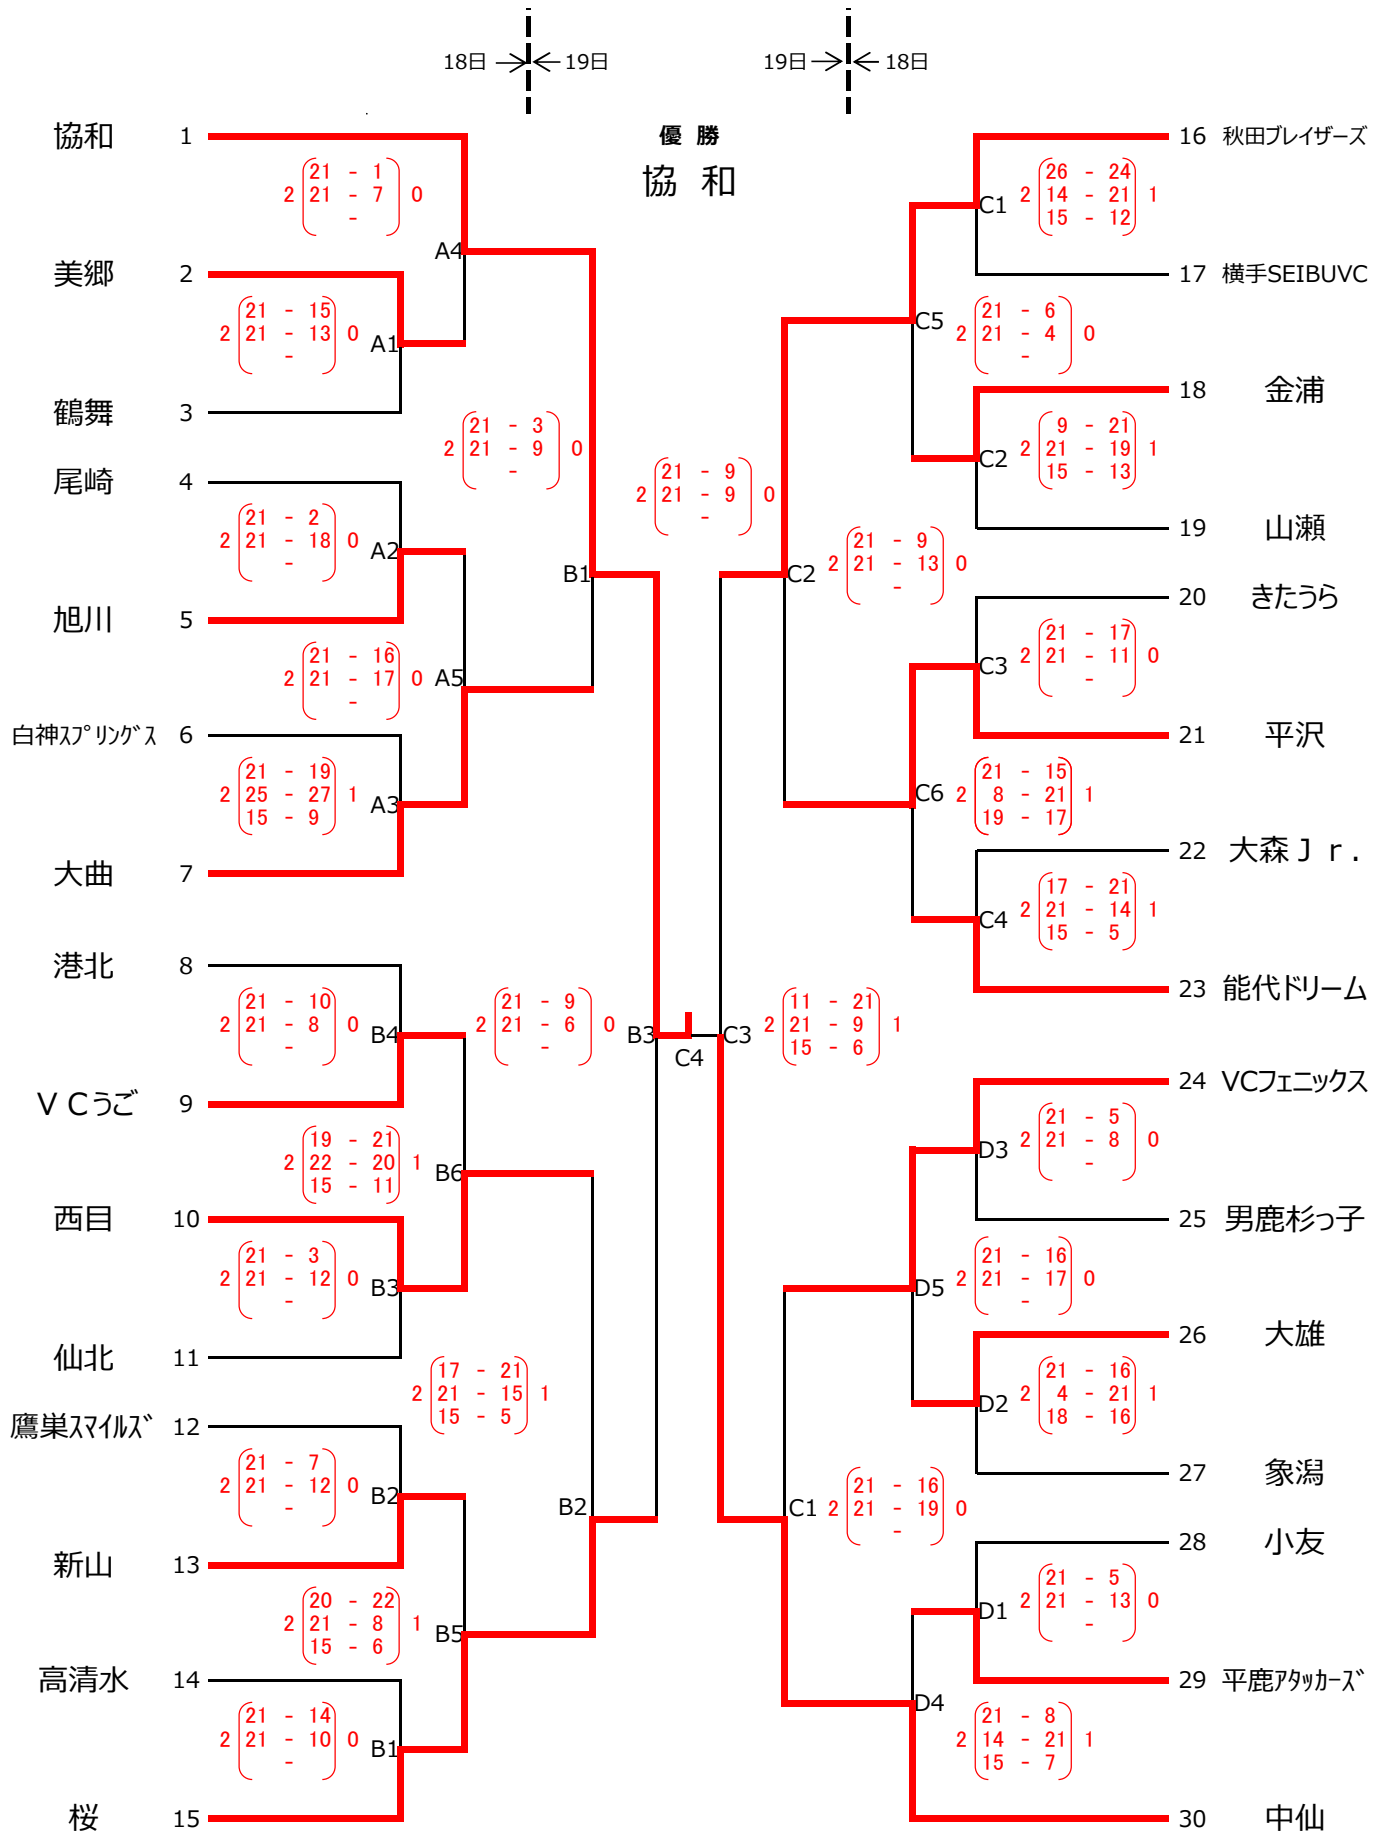 18日 19日 19日 18日
優 勝
協 和
協和 1
2 21 - 1 0
21 - 7
-
A4
美郷 2
2 21 - 15 0
21 - 13
-
A1
鶴舞 3
2 21 - 3 0
21 - 9
-
尾崎 4
2 21 - 2 0
21 - 18
-
A2
B1
旭川 5
2 21 - 16 0
21 - 17
-
A5
白神ｽﾌﾟﾘﾝｸﾞｽ 6
2 21 - 19 1
25 - 27
15 - 9
A3
大曲 7
港北 8
2 21 - 10 0
21 - 8
-
B4
2 21 - 9 0
21 - 6
-
B3
ＶＣうご 9
2 19 - 21 1
22 - 20
15 - 11
B6
西目 10
2 21 - 3 0
21 - 12
-
B3
仙北 11
2 17 - 21 1
21 - 15
15 - 5
鷹巣ｽﾏｲﾙｽﾞ 12
2 21 - 7 0
21 - 12
-
B2
B2
新山 13
2 20 - 22 1
21 - 8
15 - 6
B5
高清水 14
2 21 - 14 0
21 - 10
-
B1
桜 15
2 21 - 9 0
21 - 9
-
C4
16 秋田ブレイザーズ
C1
2 26 - 24 1
14 - 21
15 - 12
17 横手SEIBUVC
C5
2 21 - 6 0
21 - 4
-
18 金浦
C2
2 9 - 21 1
21 - 19
15 - 13
19 山瀬
C2
2 21 - 9 0
21 - 13
-
20 きたうら
C3
2 21 - 17 0
21 - 11
-
21 平沢
C6
2 21 - 15 1
8 - 21
19 - 17
22 大森Ｊｒ.
C4
2 17 - 21 1
21 - 14
15 - 5
23 能代ドリーム
C3
2 11 - 21 1
21 - 9
15 - 6
24 VCフェニックス
D3
2 21 - 5 0
21 - 8
-
25 男鹿杉っ子
D5
2 21 - 16 0
21 - 17
-
26 大雄
D2
2 21 - 16 1
4 - 21
18 - 16
27 象潟
C1
2 21 - 16 0
21 - 19
-
28 小友
D1
2 21 - 5 0
21 - 13
-
29 平鹿ｱﾀｯｶｰｽﾞ
D4
2 21 - 8 1
14 - 21
15 - 7
30 中仙